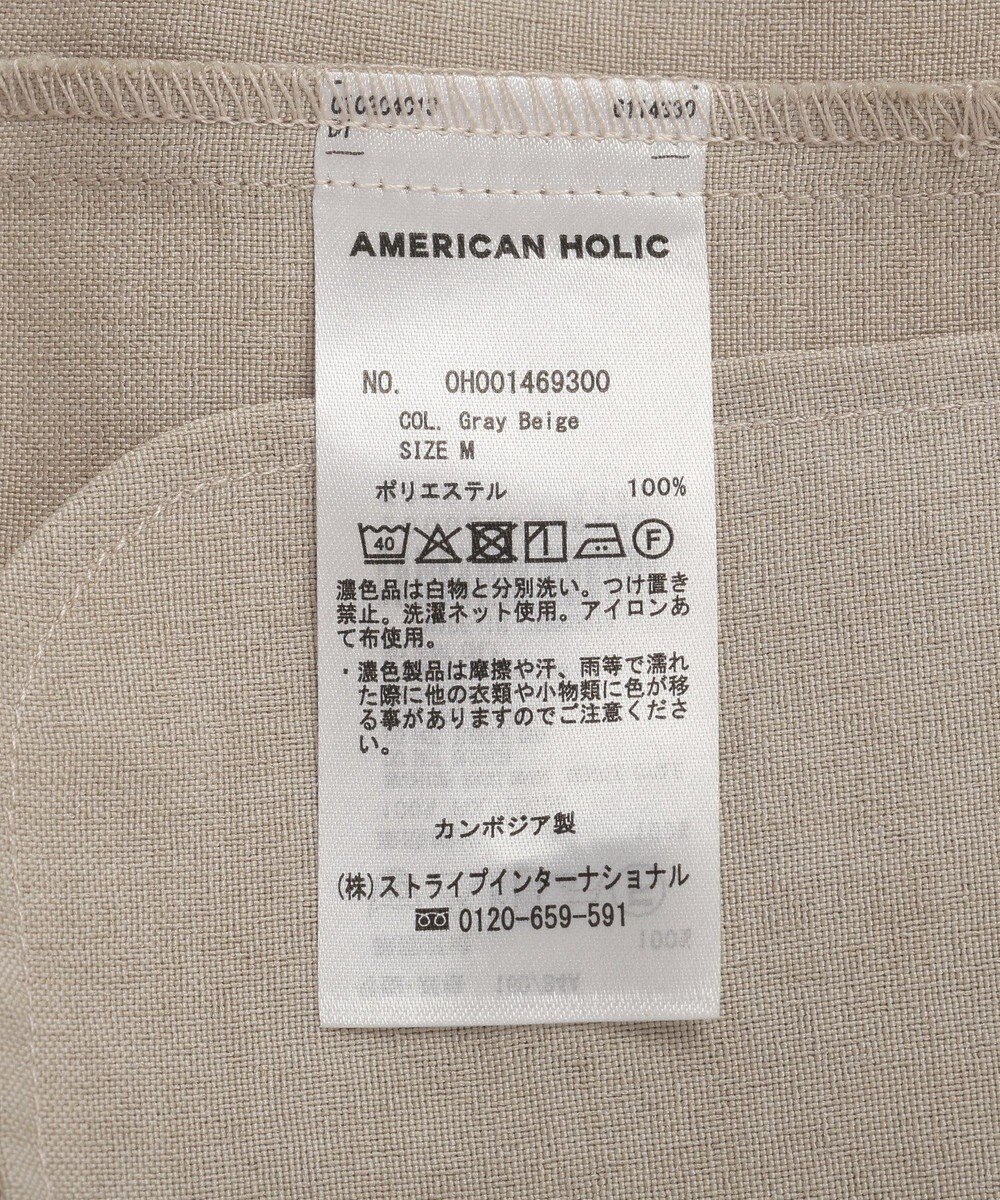 AMERICAN HOLIC
NO. OH001469300
COL. Gray Beige
SIZE M
ポリエステル 100%
40 F
濃色品は白物と分別洗い。つけ置き
禁止。洗濯ネット使用。アイロンあ
て布使用。
・濃色製品は摩擦や汗、雨等で濡れ
た際に他の衣類や小物類に色が移
る事がありますのでご注意くださ
い。
カンボジア製
(株)ストライプインターナショナル
0120-659-591